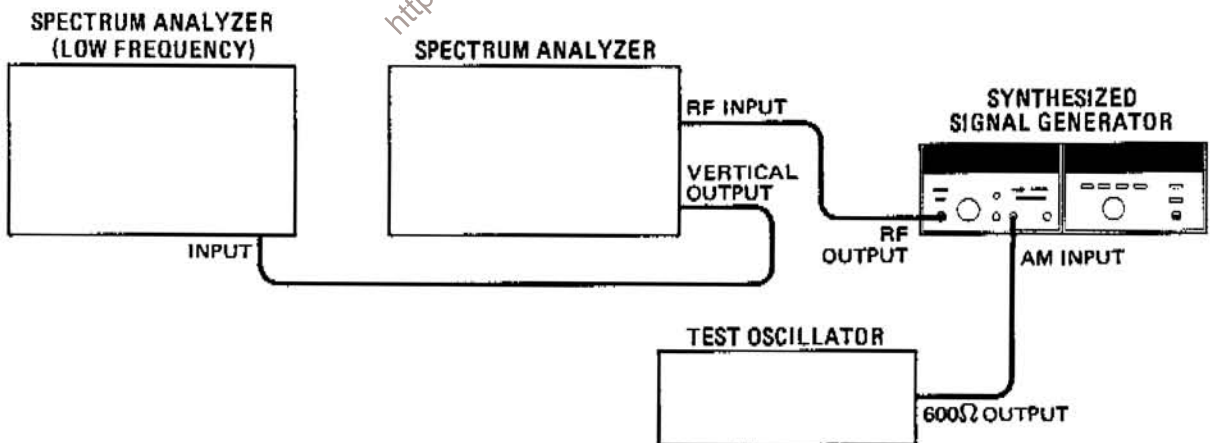 http
SPECTRUM ANALYZER
(LOW FREQUENCY)
SPECTRUM ANALYZER
RF INPUT
SYNTHESIZED
SIGNAL GENERATOR
VERTICAL
OUTPUT
INPUT
RF
OUTPUT
AM INPUT
TEST OSCILLATOR
600Ω OUTPUT